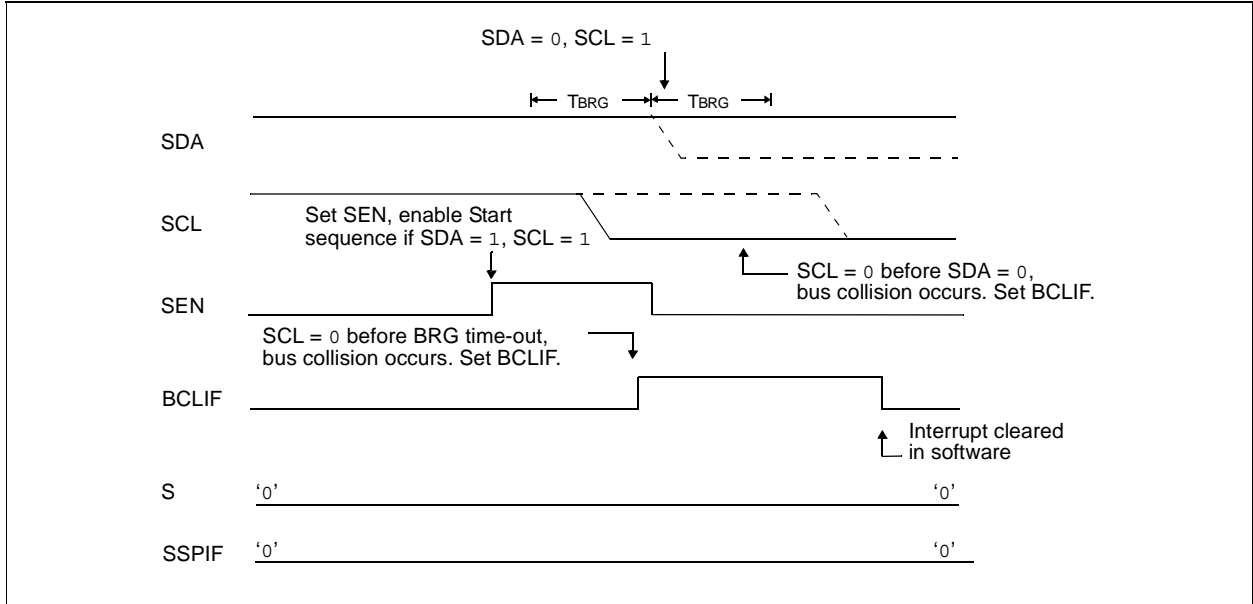 SDA = 0, SCL = 1
TBRG TBRG
SDA
SCL
Set SEN, enable Start
sequence if SDA = 1, SCL = 1
SCL = 0 before SDA = 0,
bus collision occurs. Set BCLIF.
SEN
SCL = 0 before BRG time-out,
bus collision occurs. Set BCLIF.
BCLIF
Interrupt cleared
in software
S ‘0’ ‘0’
SSPIF ‘0’ ‘0’